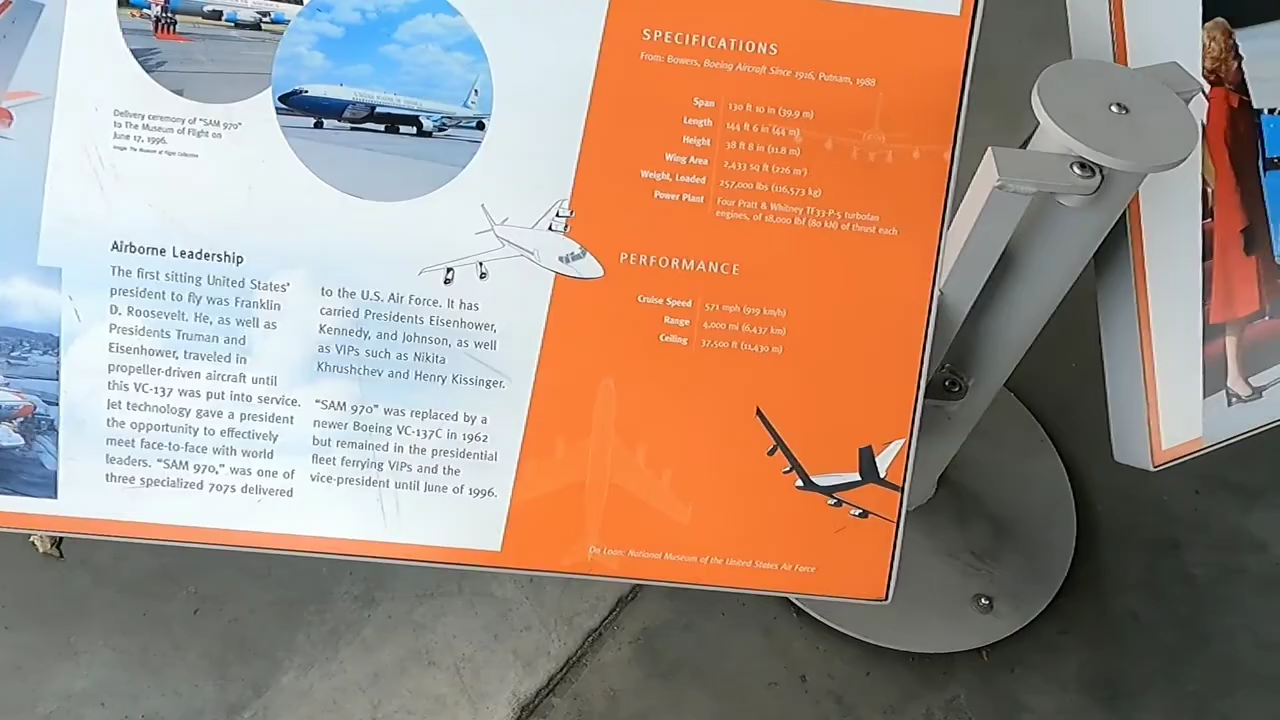 Delivery ceremony of "SAM 970"
to The Museum of Flight on
June 17, 1996.
Image: The Museum of Flight Collection
Airborne Leadership
The first sitting United States'
president to fly was Franklin
D. Roosevelt. He, as well as
Presidents Truman and
Eisenhower, traveled in
propeller-driven aircraft until
this VC-137 was put into service.
Jet technology gave a president
the opportunity to effectively
meet face-to-face with world
leaders. "SAM 970," was one of
three specialized 707s delivered
to the U.S. Air Force. It has
carried Presidents Eisenhower,
Kennedy, and Johnson, as well
as VIPs such as Nikita
Khrushchev and Henry Kissinger.
"SAM 970" was replaced by a
newer Boeing VC-137C in 1962
but remained in the presidential
fleet ferrying VIPs and the
vice-president until June of 1996.
SPECIFICATIONS
From: Bowers, Boeing Aircraft Since 1916, Putnam, 1988
Span 130 ft 10 in (39.9 m)
Length 144 ft 6 in (44 m)
Height 38 ft 8 in (11.8 m)
Wing Area 2,433 sq ft (226 m²)
Weight, Loaded 257,000 lbs (116,573 kg)
Power Plant Four Pratt & Whitney TF33-P-5 turbofan
engines, of 18,000 lbf (80 kN) of thrust each
PERFORMANCE
Cruise Speed 571 mph (919 km/h)
Range 4,000 mi (6,437 km)
Ceiling 37,500 ft (11,430 m)
On Loan: National Museum of the United States Air Force